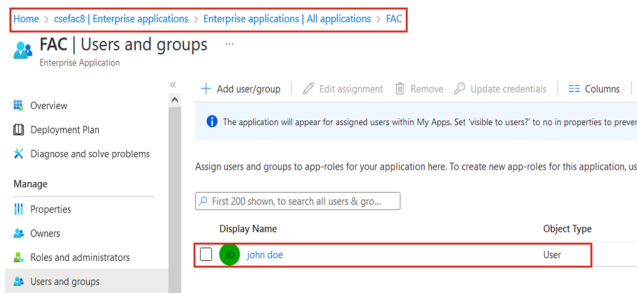 Home > csefac8 | Enterprise applications > Enterprise applications | All applications > FAC
FAC | Users and groups ...
Enterprise Application
«
Overview
Deployment Plan
Diagnose and solve problems
Manage
Properties
Owners
Roles and administrators
Users and groups
+ Add user/group Edit assignment Remove Update credentials Columns
The application will appear for assigned users within My Apps. Set 'visible to users?' to no in properties to prever
Assign users and groups to app-roles for your application here. To create new app-roles for this application, us
First 200 shown, to search all users & gro...
Display Name Object Type
JD john doe User